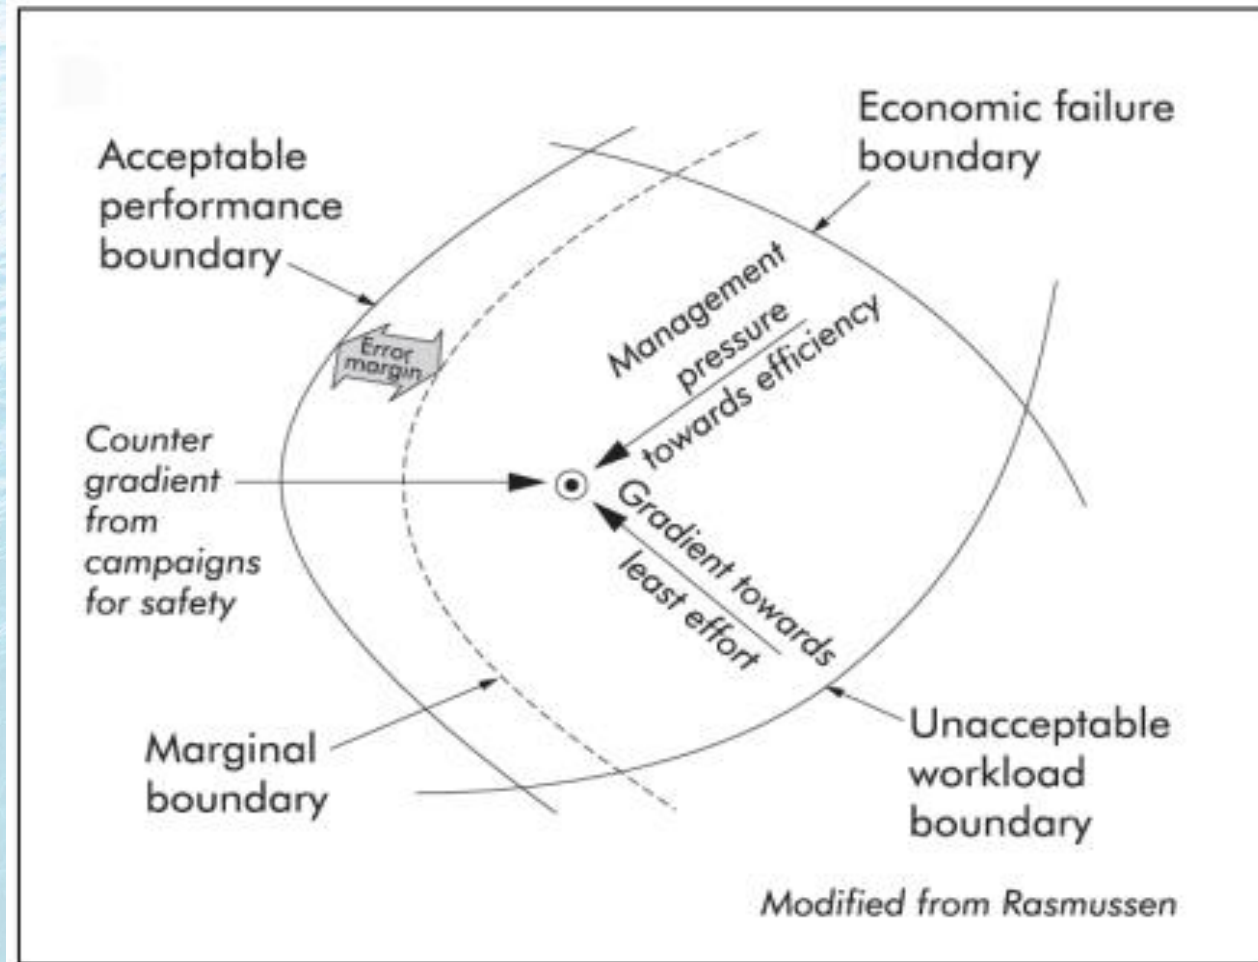 Economic failure
boundary
Acceptable
performance
boundary
Management
pressure
towards efficiency
Error
margin
Counter
gradient
from
campaigns
for safety
Gradient towards
least effort
Marginal
boundary
Unacceptable
workload
boundary
Modified from Rasmussen